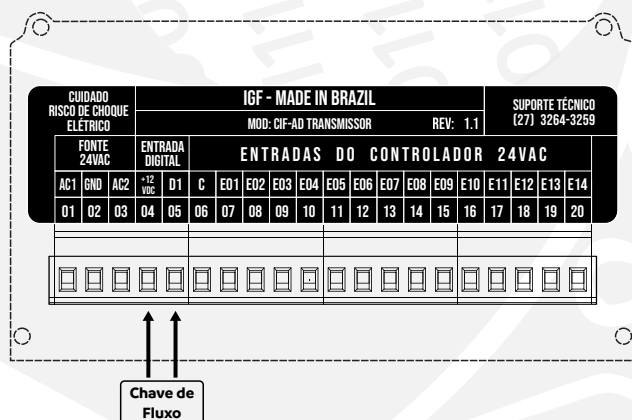 CUIDADO
RISCO DE CHOQUE
ELÉTRICO
IGF - MADE IN BRAZIL
MOD: CIF-AD TRANSMISSOR REV: 1.1
SUPORTE TÉCNICO
(27) 3264-3259
FONTE
24VAC
ENTRADA
DIGITAL
ENTRADAS DO CONTROLADOR 24VAC
AC1 GND AC2 +12 VDC D1 C E01 E02 E03 E04 E05 E06 E07 E08 E09 E10 E11 E12 E13 E14
01 02 03 04 05 06 07 08 09 10 11 12 13 14 15 16 17 18 19 20
Chave de
Fluxo